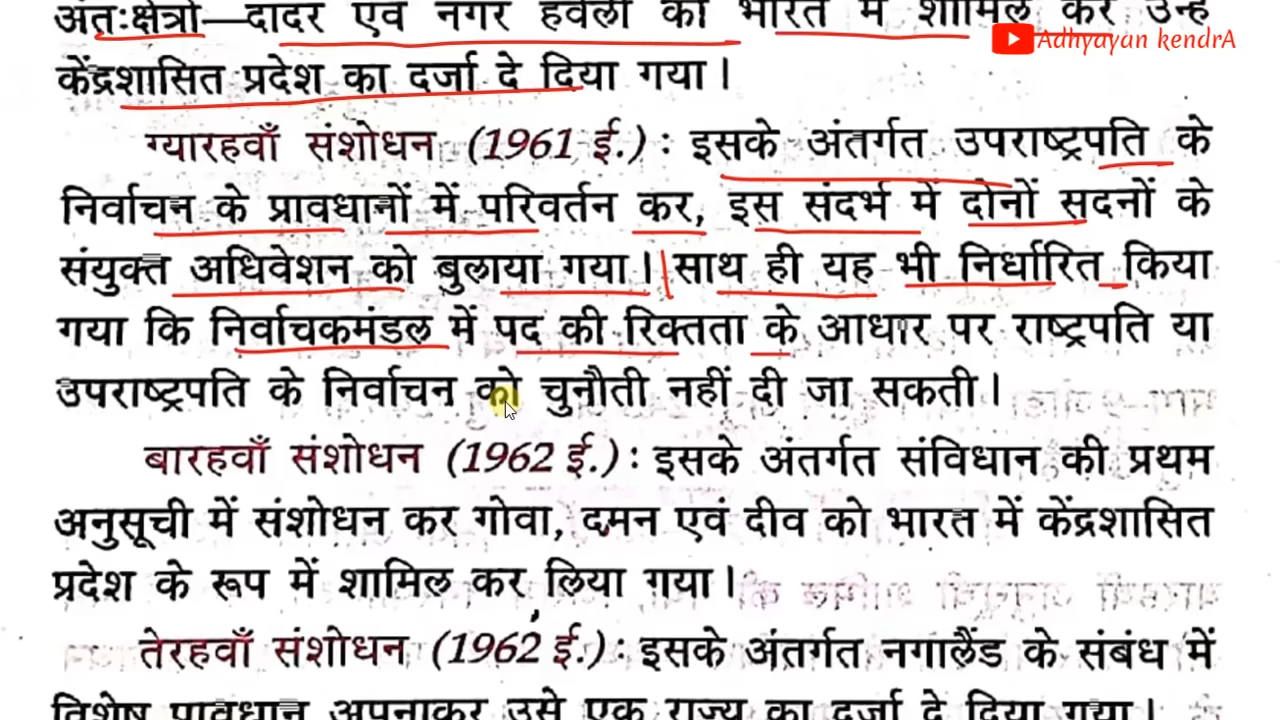 अंतःक्षेत्रों—दादर एवं नगर हवेली को भारत में शामिल कर उन्हें
Adhyayan kendrA
केंद्रशासित प्रदेश का दर्जा दे दिया गया।
ग्यारहवाँ संशोधन (1961 ई.) : इसके अंतर्गत उपराष्ट्रपति के
निर्वाचन के प्रावधानों में परिवर्तन कर, इस संदर्भ में दोनों सदनों के
संयुक्त अधिवेशन को बुलाया गया। साथ ही यह भी निर्धारित किया
गया कि निर्वाचकमंडल में पद की रिक्तता के आधार पर राष्ट्रपति या
उपराष्ट्रपति के निर्वाचन को चुनौती नहीं दी जा सकती।
बारहवाँ संशोधन (1962 ई.) : इसके अंतर्गत संविधान की प्रथम
अनुसूची में संशोधन कर गोवा, दमन एवं दीव को भारत में केंद्रशासित
प्रदेश के रूप में शामिल कर लिया गया।
तेरहवाँ संशोधन (1962 ई.) : इसके अंतर्गत नगालैंड के संबंध में
विशेष प्रावधान अपनाकर उसे एक राज्य का दर्जा दे दिया गया।